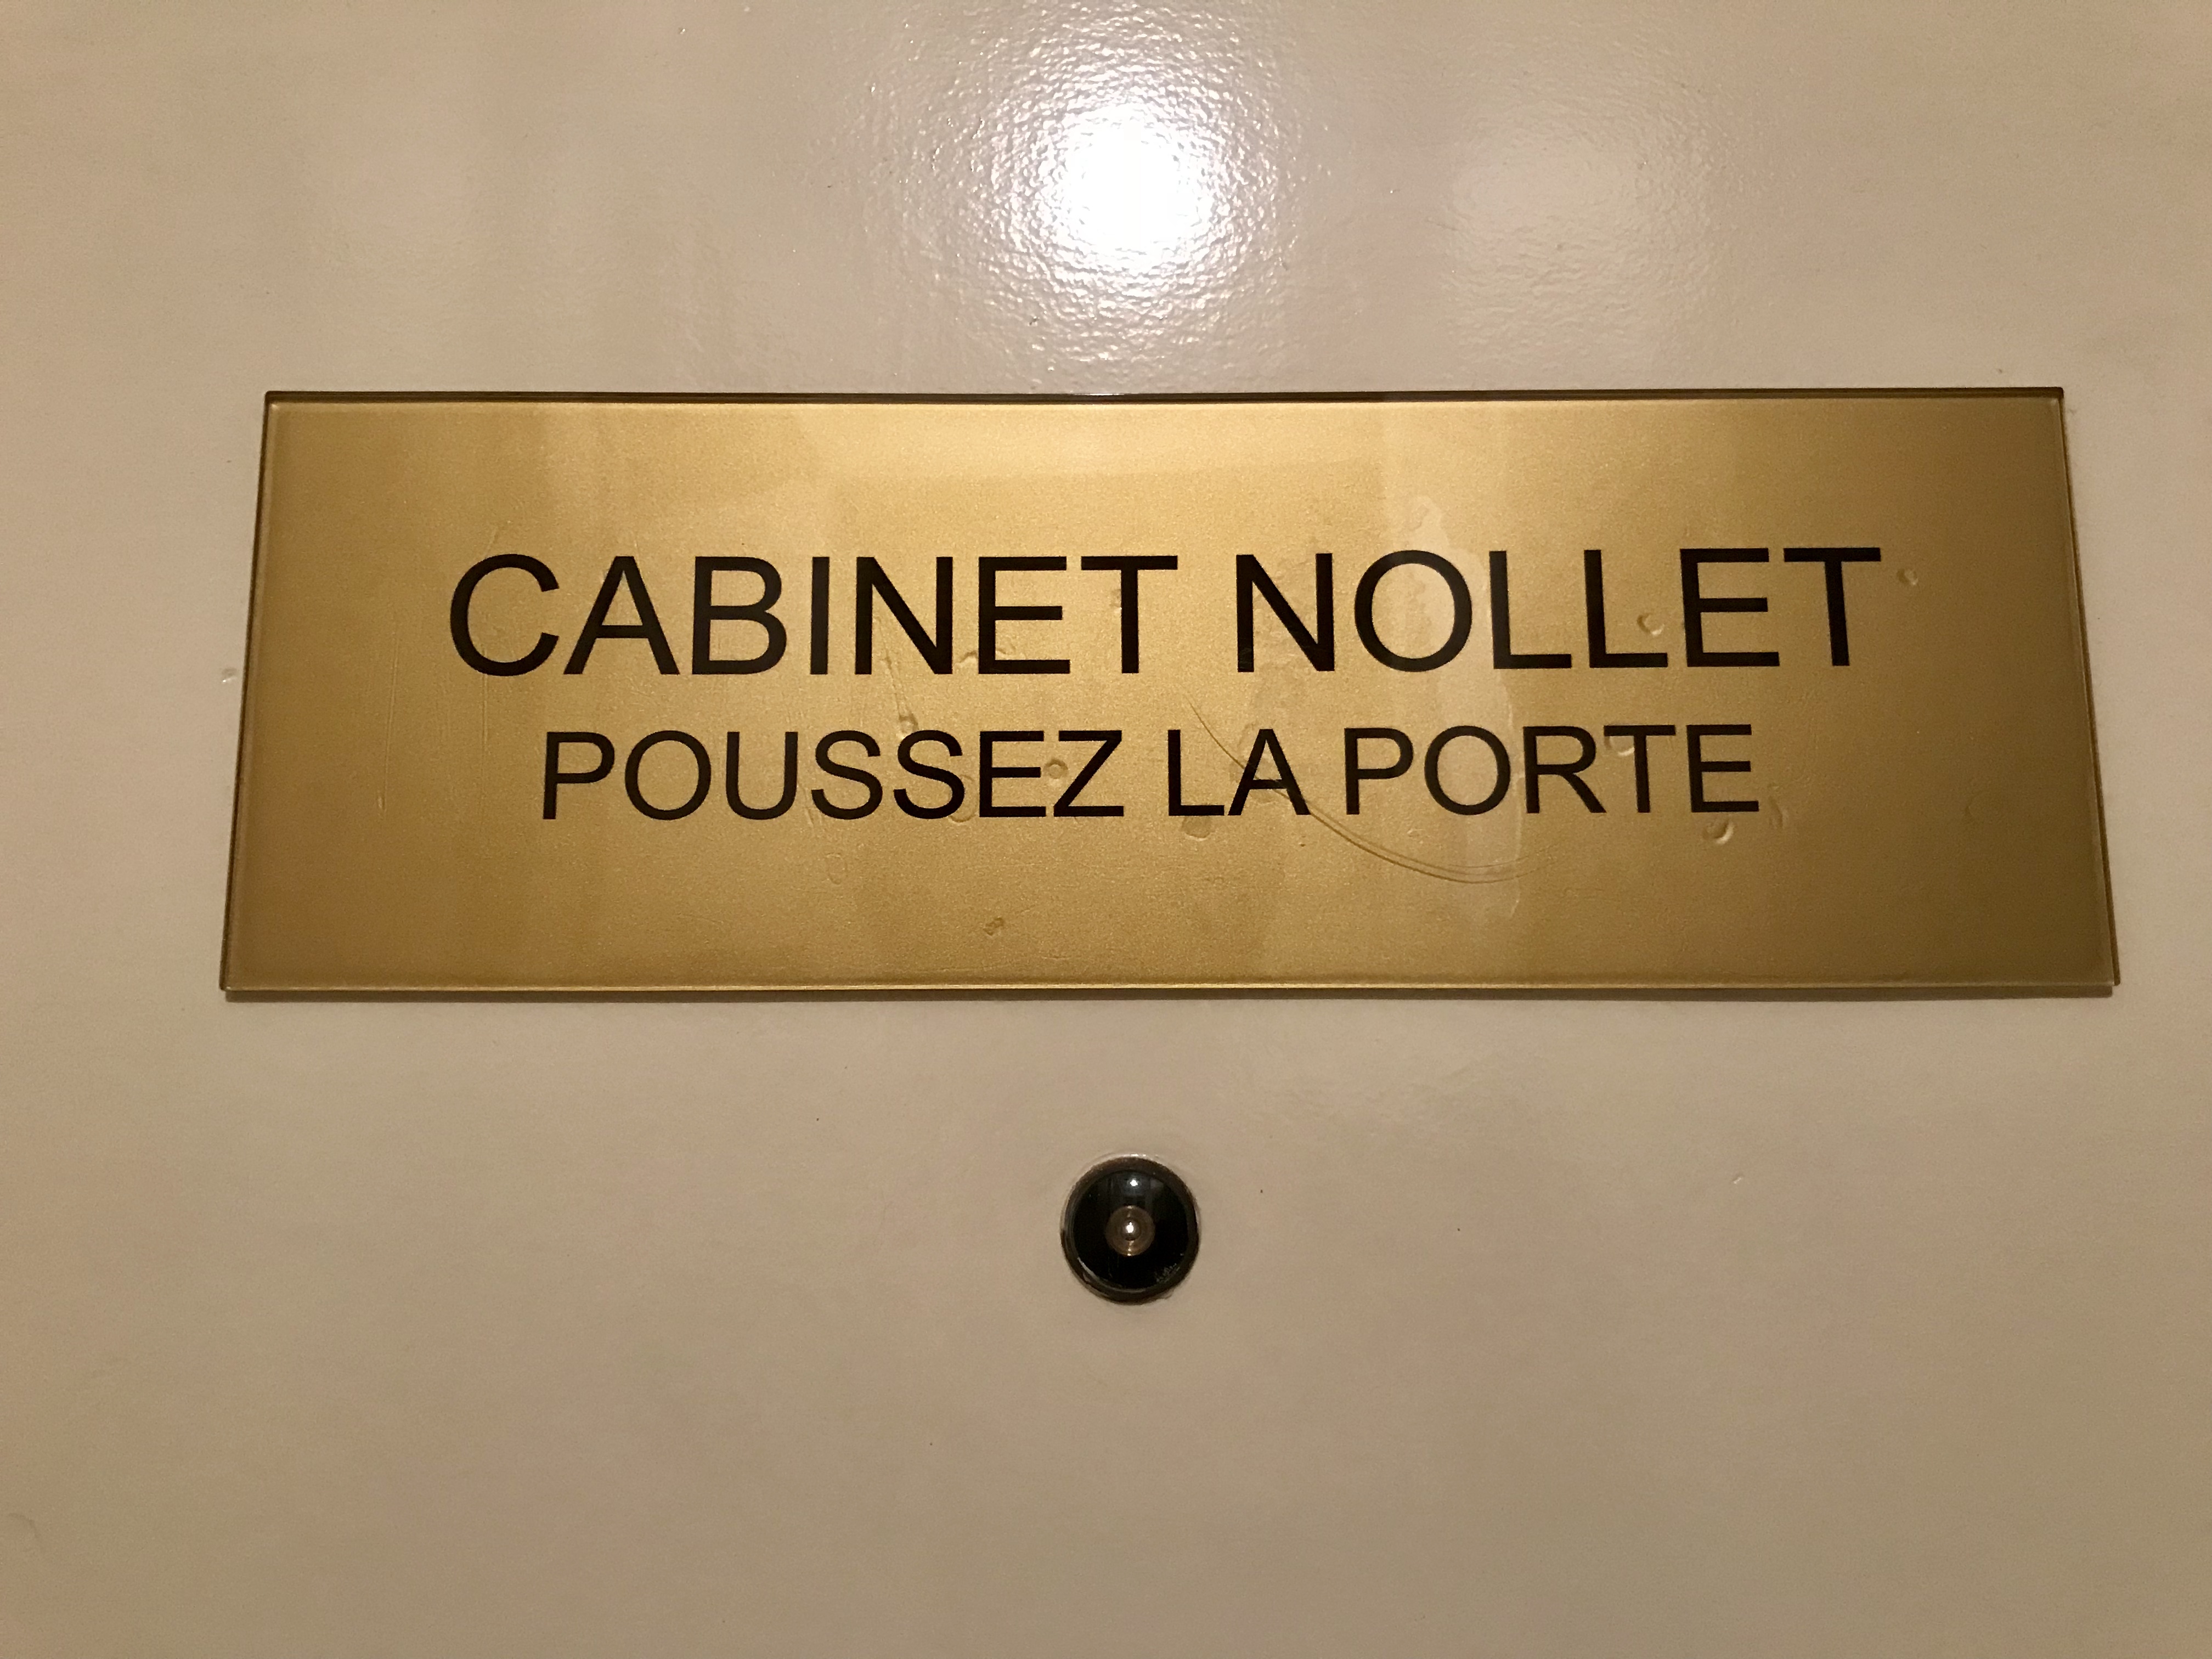 CABINET NOLLET
POUSSEZ LA PORTE